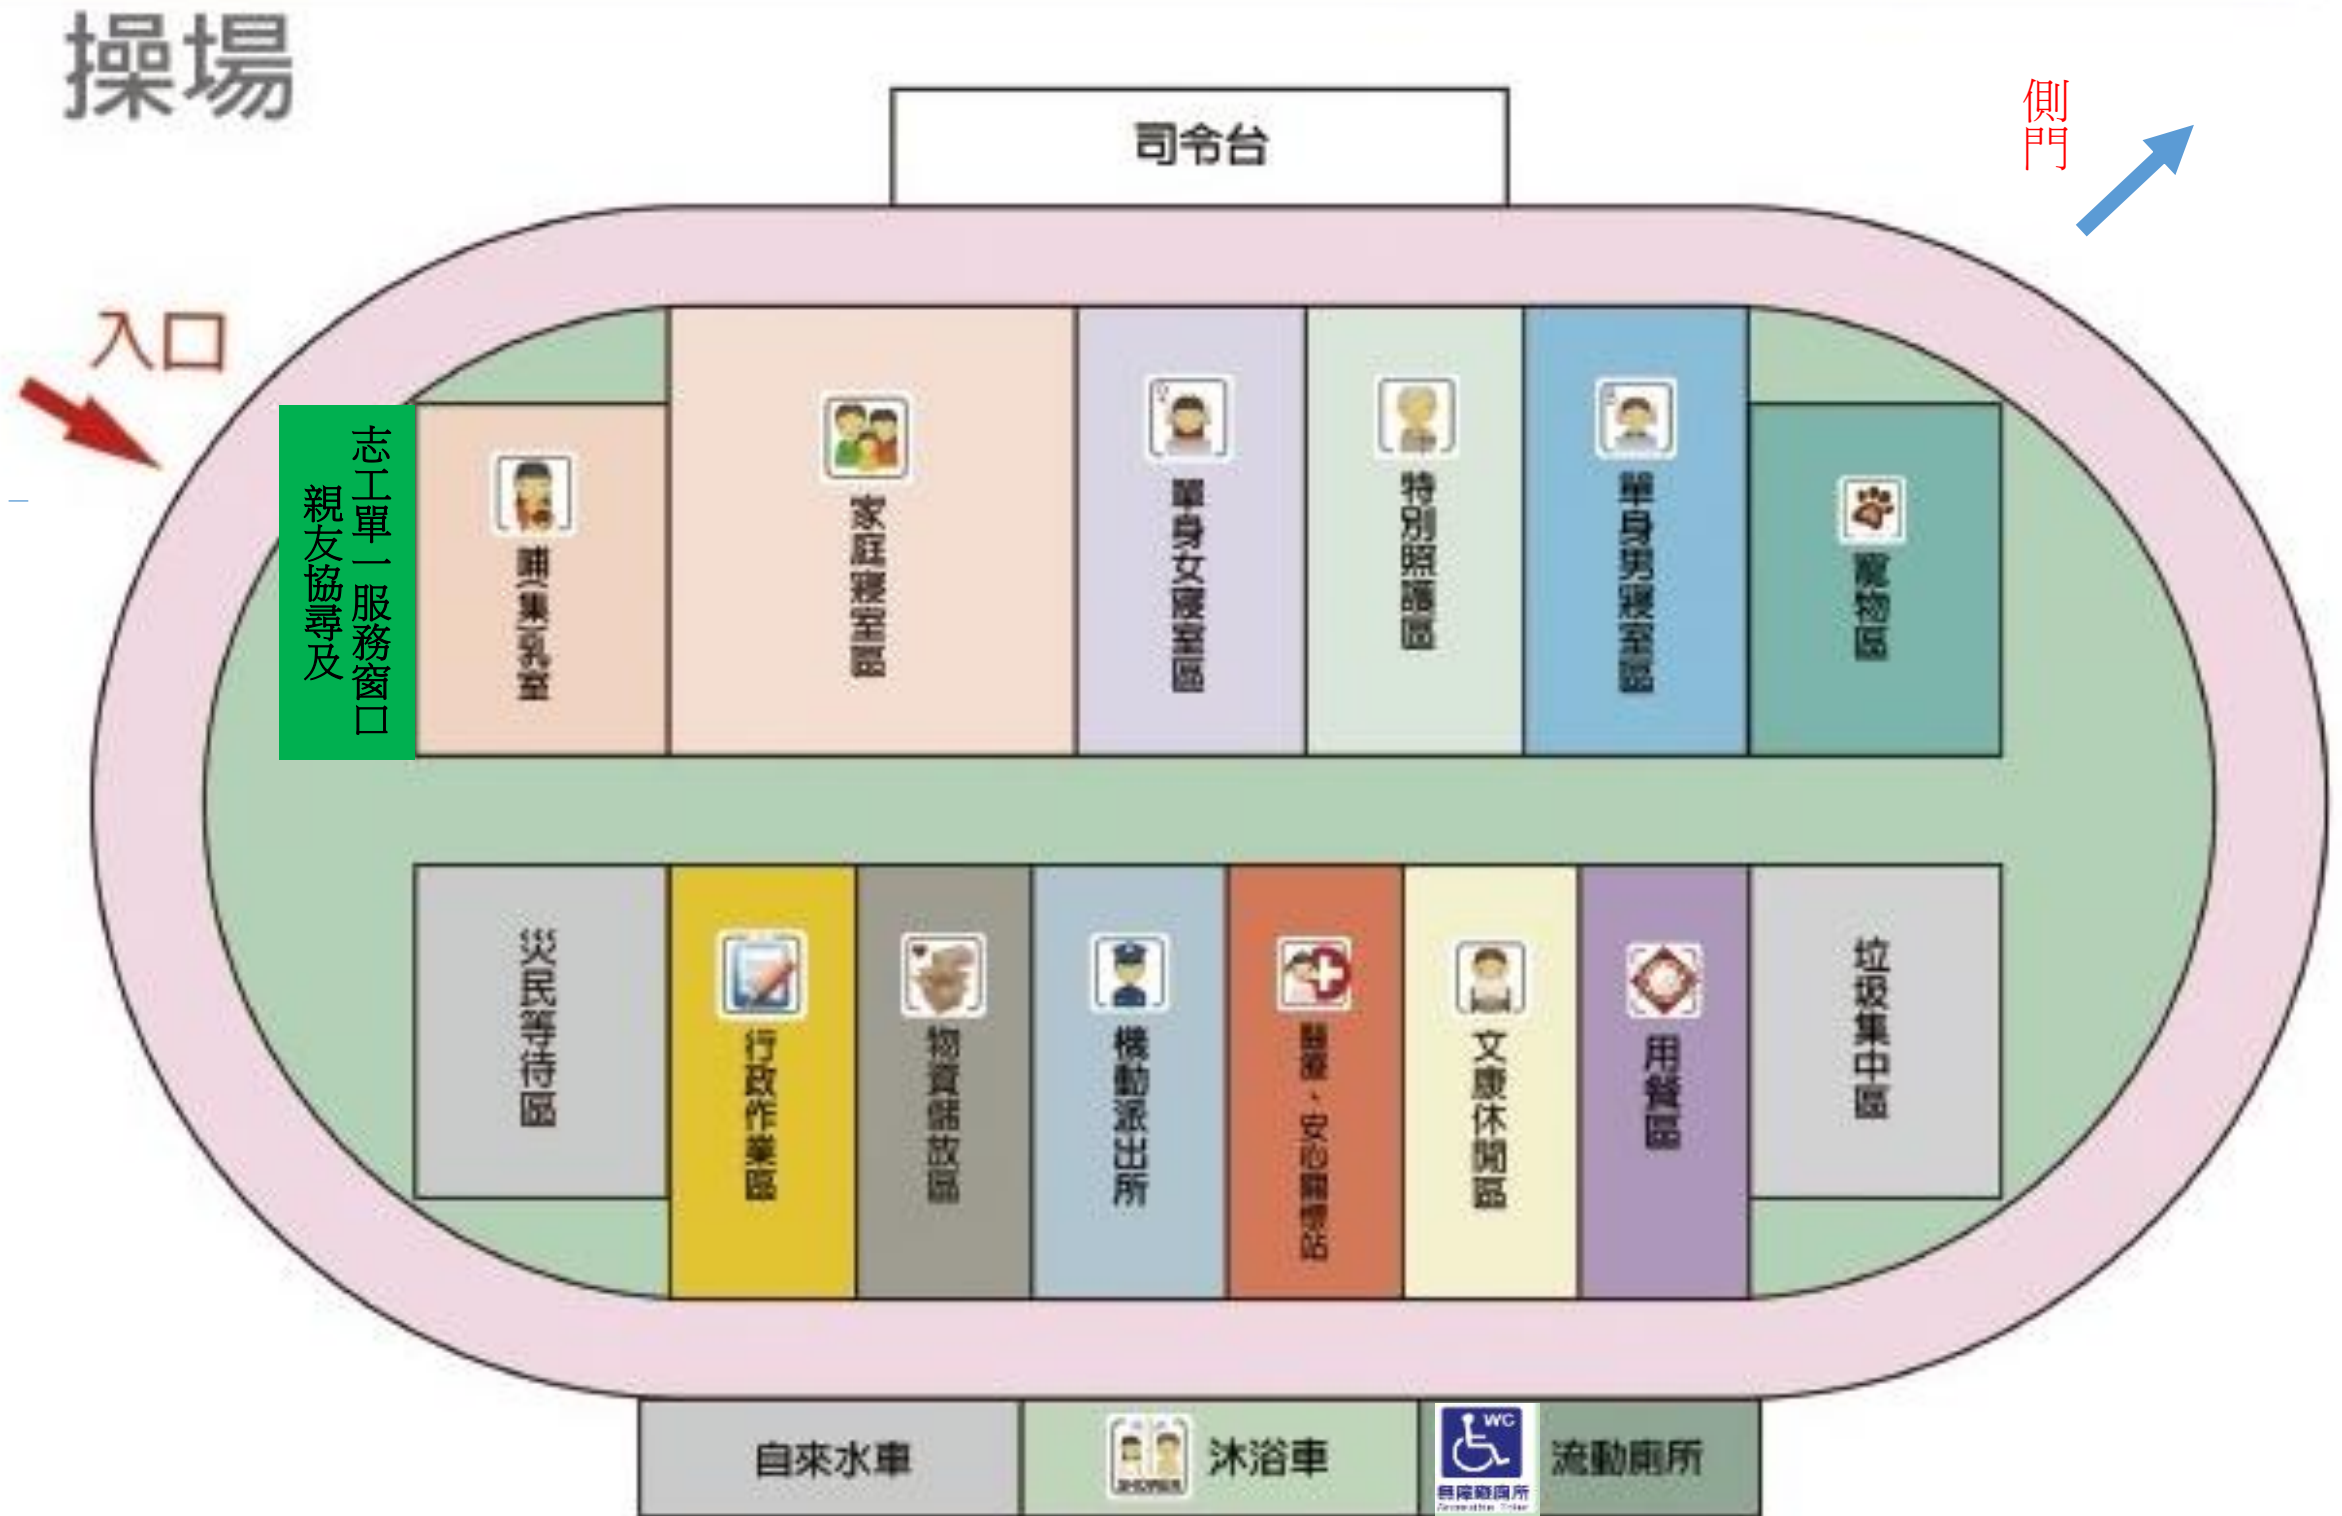 操場
司令台
側門
入口
志工單一服務窗口
親友協尋及
哺(集)乳室
家庭寢室區
單身女寢室區
特別照護區
單身男寢室區
寵物區
災民等待區
行政作業區
物資儲放區
機動派出所
醫療、安心關懷站
文康休閒區
用餐區
垃圾集中區
自來水車
沐浴車
WC
無障礙廁所
Accessible Toilet
流動廁所